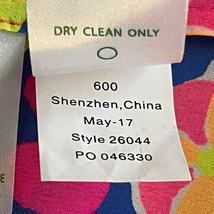 DRY CLEAN ONLY
600
Shenzhen,China
May-17
Style 26044
PO 046330